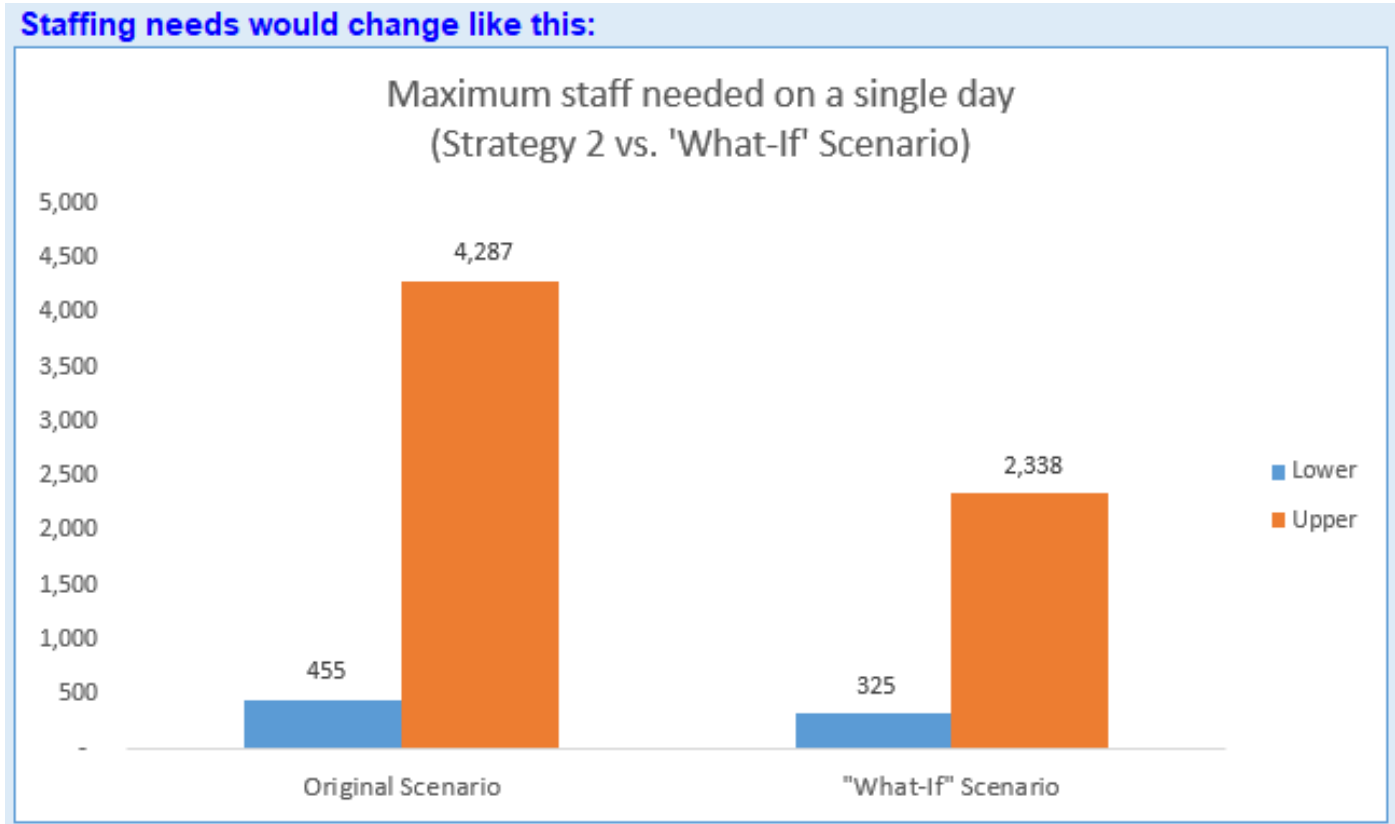 Staffing needs would change like this:
Maximum staff needed on a single day
(Strategy 2 vs. 'What-If' Scenario)
5,000
4,500
4,000
3,500
3,000
2,500
2,000
1,500
1,000
500
-
4,287
455
2,338
325
Original Scenario
"What-If" Scenario
Lower
Upper